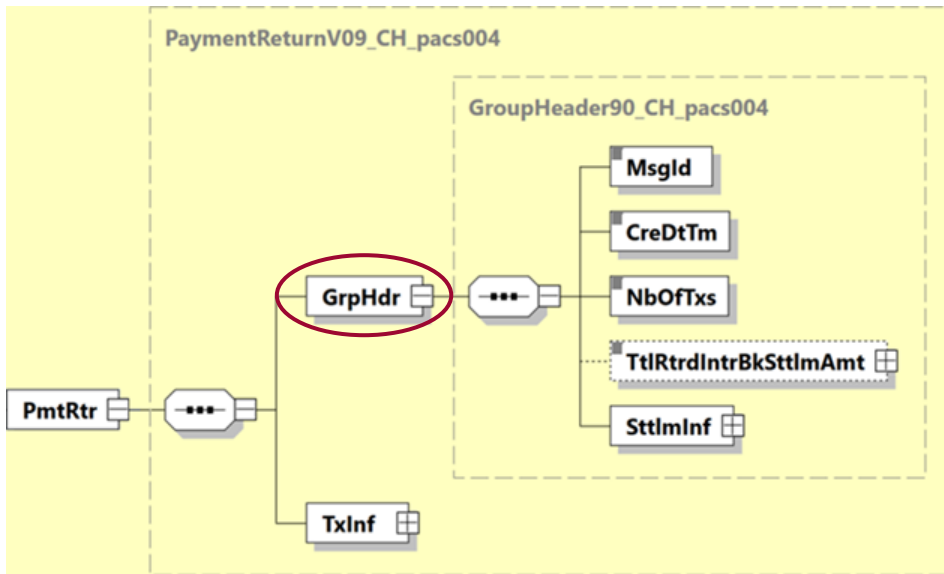 PaymentReturnV09_CH_pacs004
GroupHeader90_CH_pacs004
MsgId
CreDtTm
GrpHdr
NbOfTxs
TtlRtrdIntrBkSttlmAmt
PmtRtr
SttlmInf
TxInf